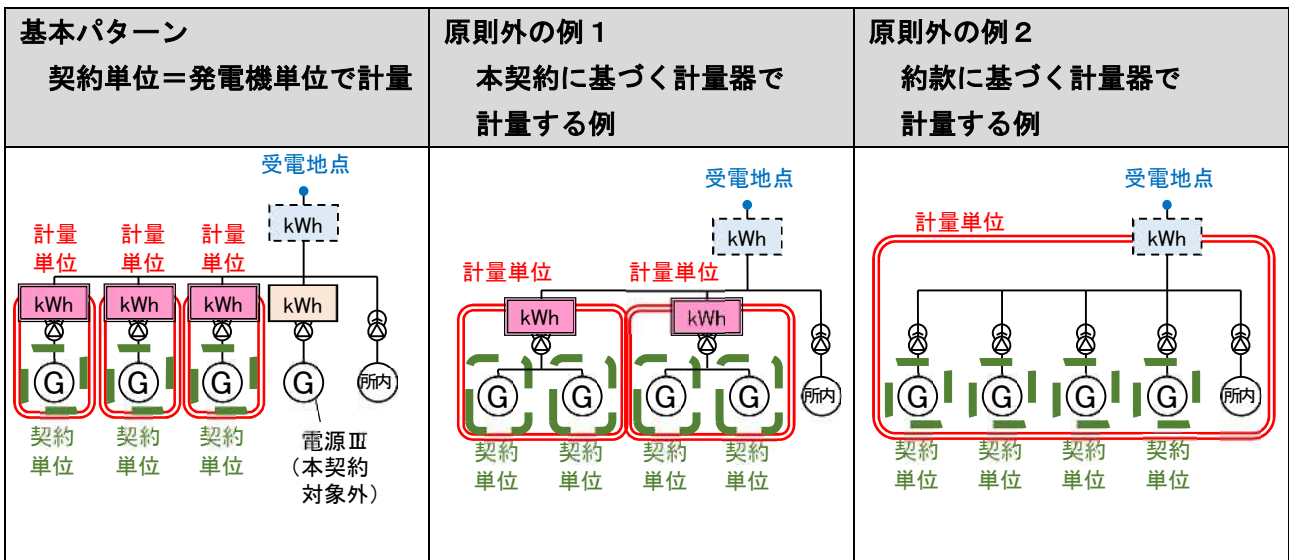 基本パターン
契約単位＝発電機単位で計量
原則外の例１
本契約に基づく計量器で
計量する例
原則外の例２
約款に基づく計量器で
計量する例
受電地点
kWh
計量
単位
計量
単位
計量
単位
kWh
kWh
kWh
kWh
G
G
G
G
所内
契約
単位
契約
単位
契約
単位
電源Ⅲ
（本契約
対象外）
受電地点
kWh
計量単位
計量単位
kWh
kWh
G
G
G
G
所内
契約
単位
契約
単位
契約
単位
契約
単位
受電地点
計量単位
kWh
G
G
G
G
所内
契約
単位
契約
単位
契約
単位
契約
単位